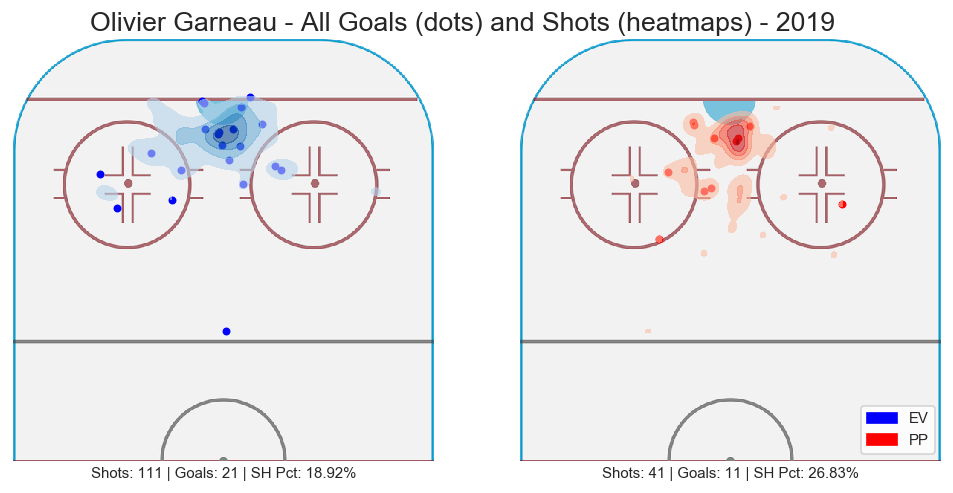 Olivier Garneau - All Goals (dots) and Shots (heatmaps) - 2019
EV
PP
Shots: 111 | Goals: 21 | SH Pct: 18.92%
Shots: 41 | Goals: 11 | SH Pct: 26.83%